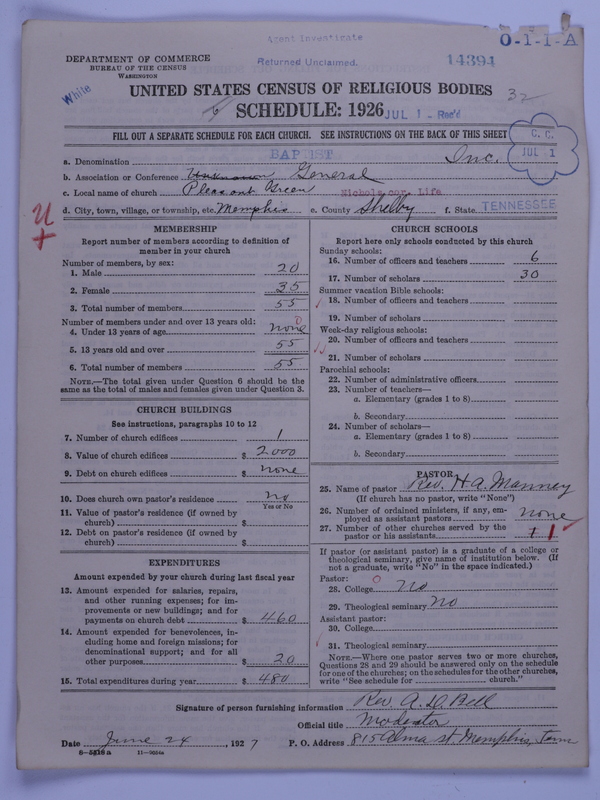 Agent Investigate
0-1-1-A
DEPARTMENT OF COMMERCE
BUREAU OF THE CENSUS
WASHINGTON
Returned Unclaimed.
14394
White
UNITED STATES CENSUS OF RELIGIOUS BODIES
32
SCHEDULE: 1926
JUL 1 - Rec'd
FILL OUT A SEPARATE SCHEDULE FOR EACH CHURCH. SEE INSTRUCTIONS ON THE BACK OF THIS SHEET
C. C.
JUL 1
a. Denomination BAPTIST Inc.
b. Association or Conference Unknown General
c. Local name of church Pleasant Green Nichols car. Life
d. City, town, village, or township, etc. Memphis e. County Shelby f. State TENNESSEE
MEMBERSHIP
Report number of members according to definition of
member in your church
Number of members, by sex:
1. Male 20
2. Female 35
3. Total number of members 55
Number of members under and over 13 years old:
4. Under 13 years of age none 0
5. 13 years old and over 55
6. Total number of members 55
NOTE.—The total given under Question 6 should be the
same as the total of males and females given under Question 3.
CHURCH BUILDINGS
See instructions, paragraphs 10 to 12
7. Number of church edifices 1
8. Value of church edifices $ 2000
9. Debt on church edifices $ none
10. Does church own pastor's residence no
Yes or No
11. Value of pastor's residence (if owned by
church) $
12. Debt on pastor's residence (if owned by
church) $
EXPENDITURES
Amount expended by your church during last fiscal year
13. Amount expended for salaries, repairs,
and other running expenses; for im-
provements or new buildings; and for
payments on church debt $ 460
14. Amount expended for benevolences, in-
cluding home and foreign missions; for
denominational support; and for all
other purposes $ 20
15. Total expenditures during year $ 480
CHURCH SCHOOLS
Report here only schools conducted by this church
Sunday schools:
16. Number of officers and teachers 6
17. Number of scholars 30
Summer vacation Bible schools:
18. Number of officers and teachers
19. Number of scholars
Week-day religious schools:
20. Number of officers and teachers
21. Number of scholars
Parochial schools:
22. Number of administrative officers
23. Number of teachers—
a. Elementary (grades 1 to 8)
b. Secondary
24. Number of scholars—
a. Elementary (grades 1 to 8)
b. Secondary
PASTOR
25. Name of pastor Rev. H. A. Manney
(If church has no pastor, write "None")
26. Number of ordained ministers, if any, em-
ployed as assistant pastors none
27. Number of other churches served by the
pastor or his assistants 1 1
If pastor (or assistant pastor) is a graduate of a college or
theological seminary, give name of institution below. (If
not a graduate, write "No" in the space indicated.)
Pastor:
28. College 0 No
29. Theological seminary No
Assistant pastor:
30. College
31. Theological seminary
NOTE.—Where one pastor serves two or more churches,
Questions 28 and 29 should be answered only on the schedule
for one of the churches; on the schedules for the other churches,
write "See schedule for church."
Signature of person furnishing information Rev. A. D. Bell
Official title Moderator
Date June 24, 1927 P. O. Address 815 Alma st. Memphis, Tenn